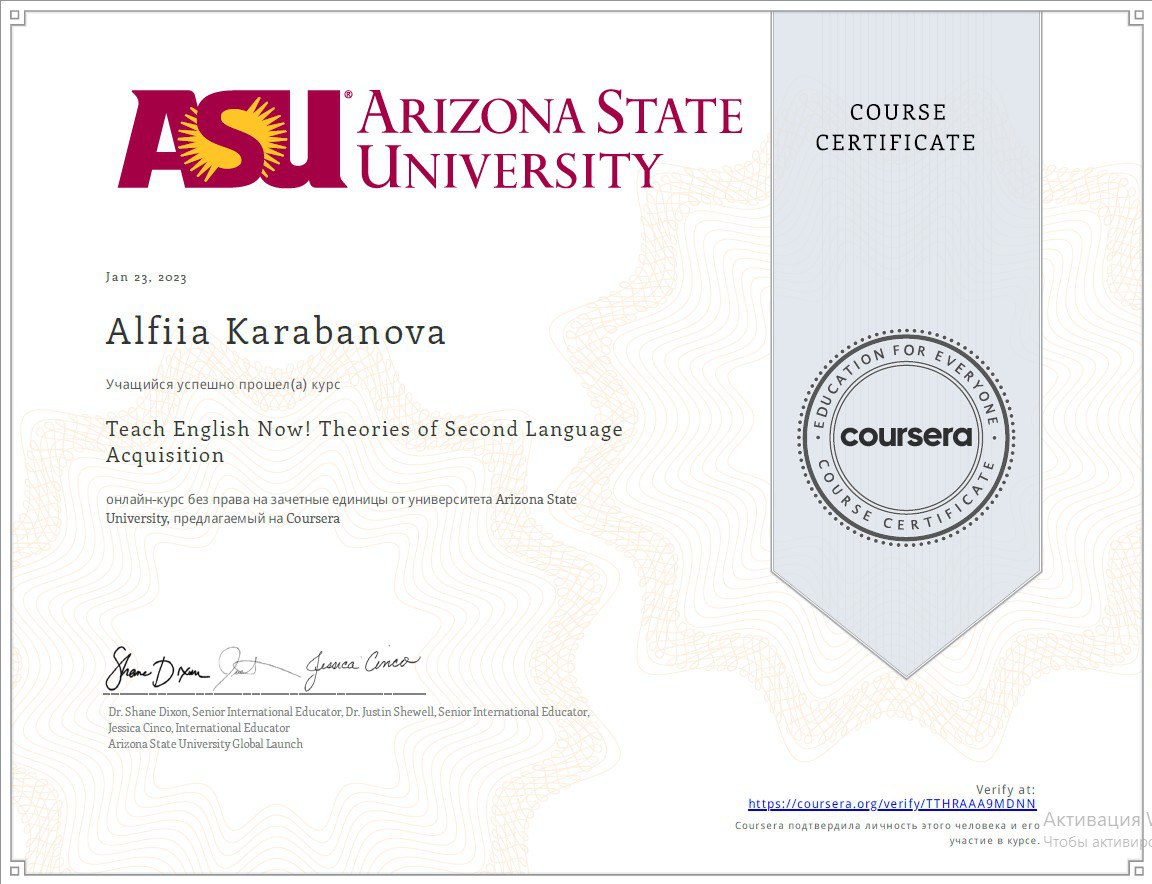 ASU® ARIZONA STATE
UNIVERSITY
COURSE
CERTIFICATE
Jan 23, 2023
Alfiia Karabanova
Учащийся успешно прошел(а) курс
Teach English Now! Theories of Second Language
Acquisition
онлайн-курс без права на зачетные единицы от университета Arizona State
University, предлагаемый на Coursera
EDUCATION FOR EVERYONE
coursera
COURSE CERTIFICATE
Shane Dixon
Jessica Cinco
Dr. Shane Dixon, Senior International Educator, Dr. Justin Shewell, Senior International Educator,
Jessica Cinco, International Educator
Arizona State University Global Launch
Verify at:
https://coursera.org/verify/TTHRAAA9MDNN
Coursera подтвердила личность этого человека и его
участие в курсе.
Активация
Чтобы